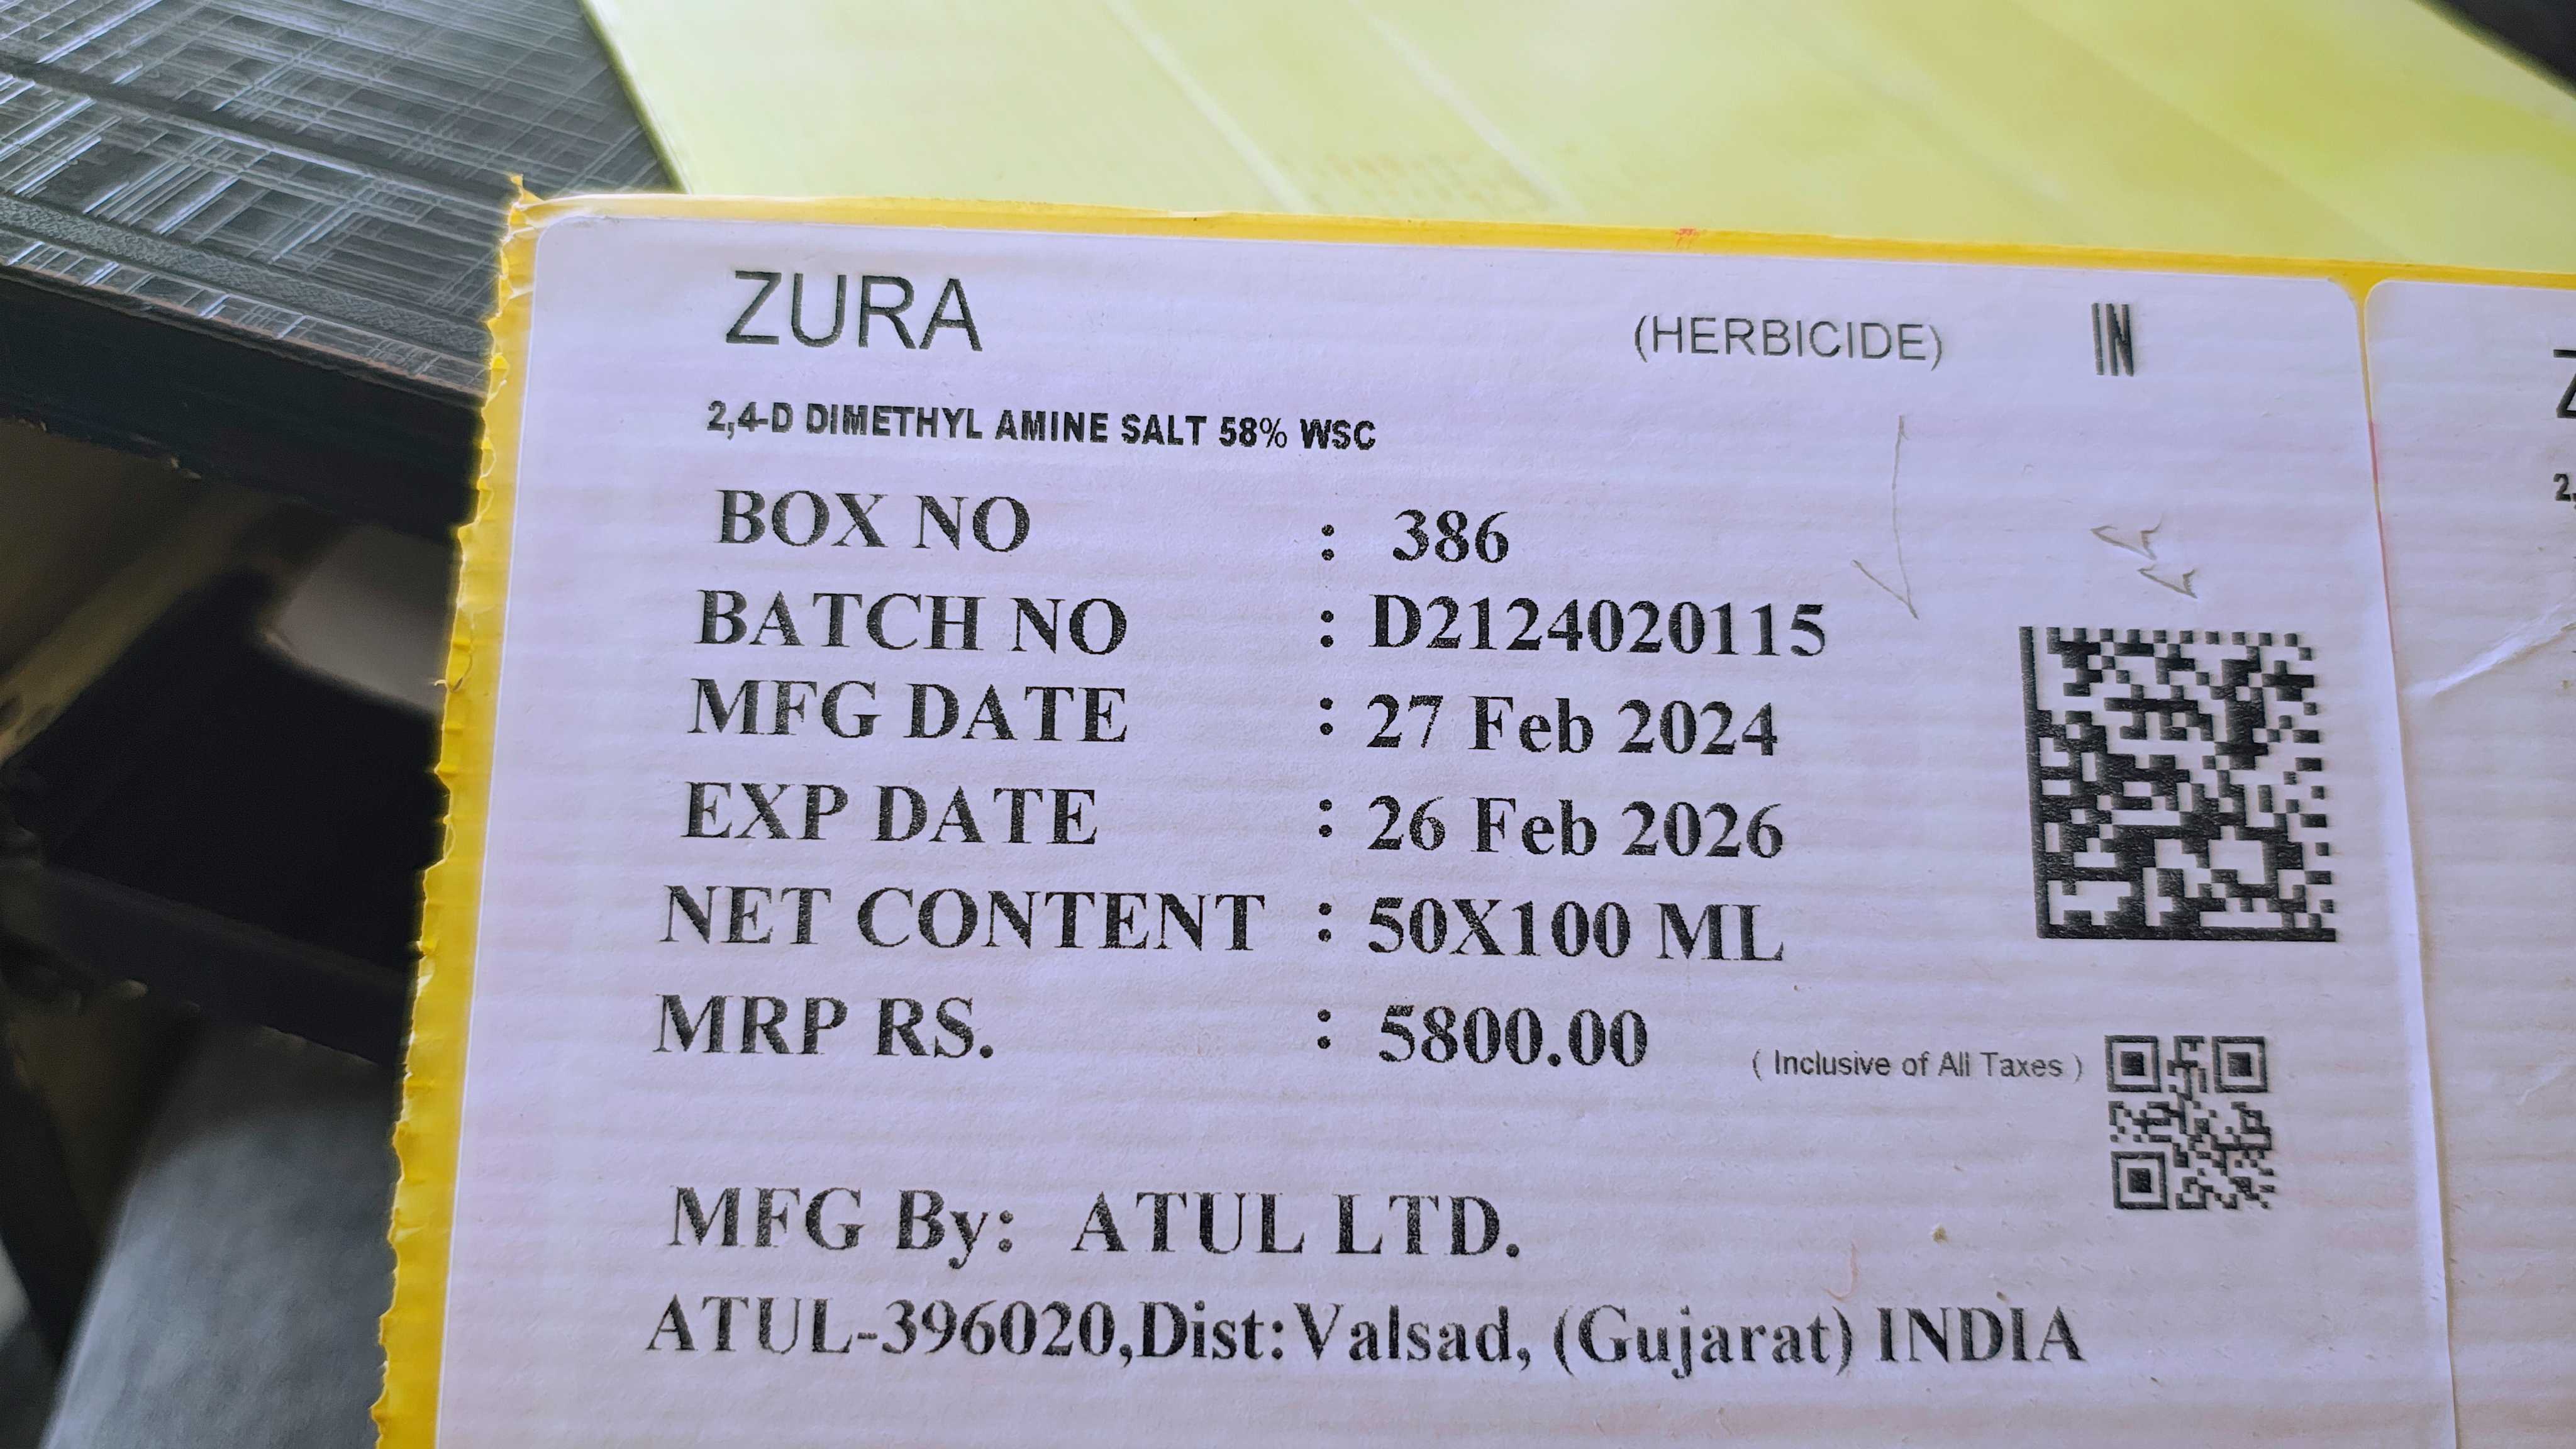 ZURA (HERBICIDE) IN
2,4-D DIMETHYL AMINE SALT 58% WSC
BOX NO : 386
BATCH NO : D2124020115
MFG DATE : 27 Feb 2024
EXP DATE : 26 Feb 2026
NET CONTENT : 50X100 ML
MRP RS. : 5800.00 ( Inclusive of All Taxes )
MFG By: ATUL LTD.
ATUL-396020,Dist:Valsad, (Gujarat) INDIA